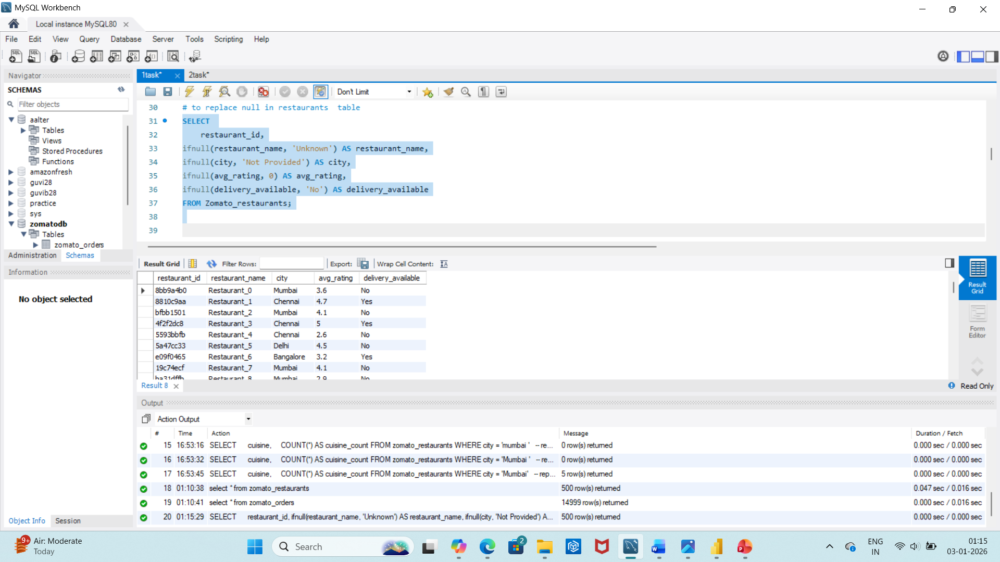 MySQL Workbench
Local instance MySQL80
File Edit View Query Database Server Tools Scripting Help
Navigator
SCHEMAS
Filter objects
aalter
Tables
Views
Stored Procedures
Functions
amazonfresh
guvi28
guvib28
practice
sys
zomatodb
Tables
zomato_orders
Administration Schemas
Information
No object selected
Object Info Session
1task* 2task*
Don't Limit
30 # to replace null in restaurants  table
31 SELECT
32     restaurant_id,
33 ifnull(restaurant_name, 'Unknown') AS restaurant_name,
34 ifnull(city, 'Not Provided') AS city,
35 ifnull(avg_rating, 0) AS avg_rating,
36 ifnull(delivery_available, 'No') AS delivery_available
37 FROM Zomato_restaurants;
38
39
Result Grid Filter Rows: Export: Wrap Cell Content:
restaurant_id restaurant_name city avg_rating delivery_available
8bb9a4b0 Restaurant_0 Mumbai 3.6 No
8810c9aa Restaurant_1 Chennai 4.7 Yes
bfbb1501 Restaurant_2 Mumbai 4.1 No
4f2f2dc8 Restaurant_3 Chennai 5 Yes
5593bbfb Restaurant_4 Chennai 2.6 No
5a47cc33 Restaurant_5 Delhi 4.5 No
e09f0465 Restaurant_6 Bangalore 3.2 Yes
19c74ecf Restaurant_7 Mumbai 4.1 No
ba31dffb Restaurant_8 Mumbai 2.9 No
Result Grid
Form Editor
Result 8
Read Only
Output
Action Output
# Time Action Message Duration / Fetch
15 16:53:16 SELECT cuisine, COUNT(*) AS cuisine_count FROM zomato_restaurants WHERE city = 'mumbai ' -- re... 0 row(s) returned 0.000 sec / 0.000 sec
16 16:53:32 SELECT cuisine, COUNT(*) AS cuisine_count FROM zomato_restaurants WHERE city = 'Mumbai ' -- re... 0 row(s) returned 0.000 sec / 0.000 sec
17 16:53:45 SELECT cuisine, COUNT(*) AS cuisine_count FROM zomato_restaurants WHERE city = 'Mumbai' -- rep... 5 row(s) returned 0.000 sec / 0.000 sec
18 01:10:38 select * from zomato_restaurants 500 row(s) returned 0.047 sec / 0.016 sec
19 01:10:41 select * from zomato_orders 14999 row(s) returned 0.000 sec / 0.016 sec
20 01:15:29 SELECT restaurant_id, ifnull(restaurant_name, 'Unknown') AS restaurant_name, ifnull(city, 'Not Provided') A... 500 row(s) returned 0.000 sec / 0.000 sec
9+
Air: Moderate
Today
Search
2
ENG
IN
01:15
03-01-2026